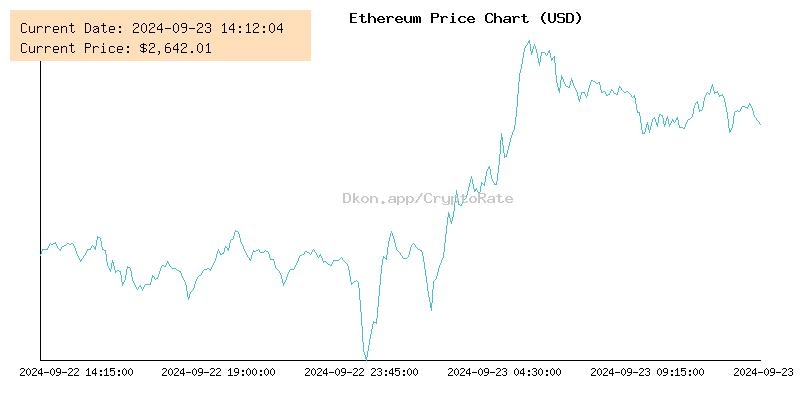 Ethereum Price Chart (USD)
Current Date: 2024-09-23 14:12:04
Current Price: $2,642.01
Dkon.app/CryptoRate
2024-09-22 14:15:00 2024-09-22 19:00:00 2024-09-22 23:45:00 2024-09-23 04:30:00 2024-09-23 09:15:00 2024-09-23